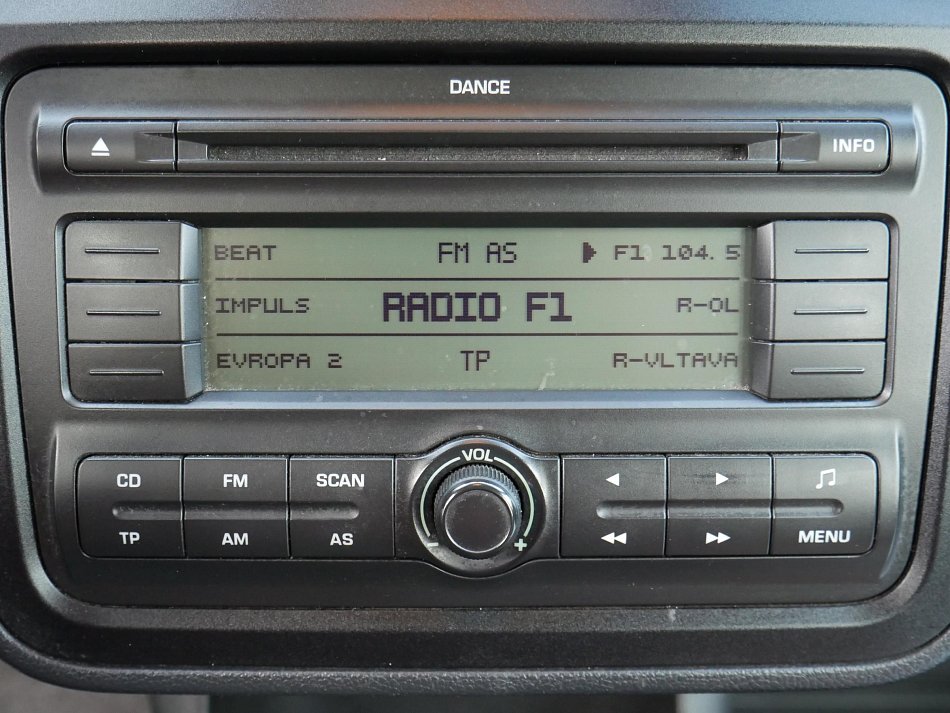 DANCE
INFO
BEAT FM AS F1 104.5
IMPULS RADIO F1 R-OL
EVROPA 2 TP R-VLTAVA
CD FM SCAN VOL
TP AM AS - + MENU